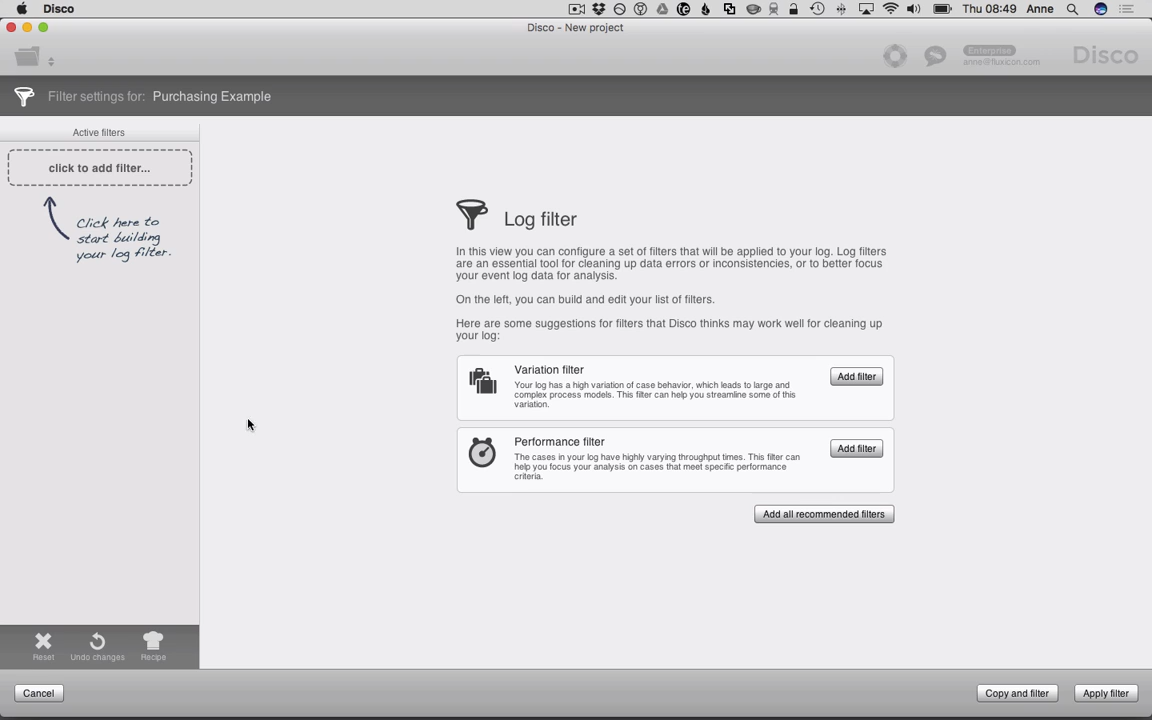 Disco
Thu 08:49 Anne
Disco - New project
Enterprise
anne@fluxicon.com
Disco
Filter settings for: Purchasing Example
Active filters
click to add filter...
Click here to
start building
your log filter.
Log filter
In this view you can configure a set of filters that will be applied to your log. Log filters
are an essential tool for cleaning up data errors or inconsistencies, or to better focus
your event log data for analysis.
On the left, you can build and edit your list of filters.
Here are some suggestions for filters that Disco thinks may work well for cleaning up
your log:
Variation filter
Your log has a high variation of case behavior, which leads to large and
complex process models. This filter can help you streamline some of this
variation.
Add filter
Performance filter
The cases in your log have highly varying throughput times. This filter can
help you focus your analysis on cases that meet specific performance
criteria.
Add filter
Add all recommended filters
Reset
Undo changes
Recipe
Cancel
Copy and filter
Apply filter